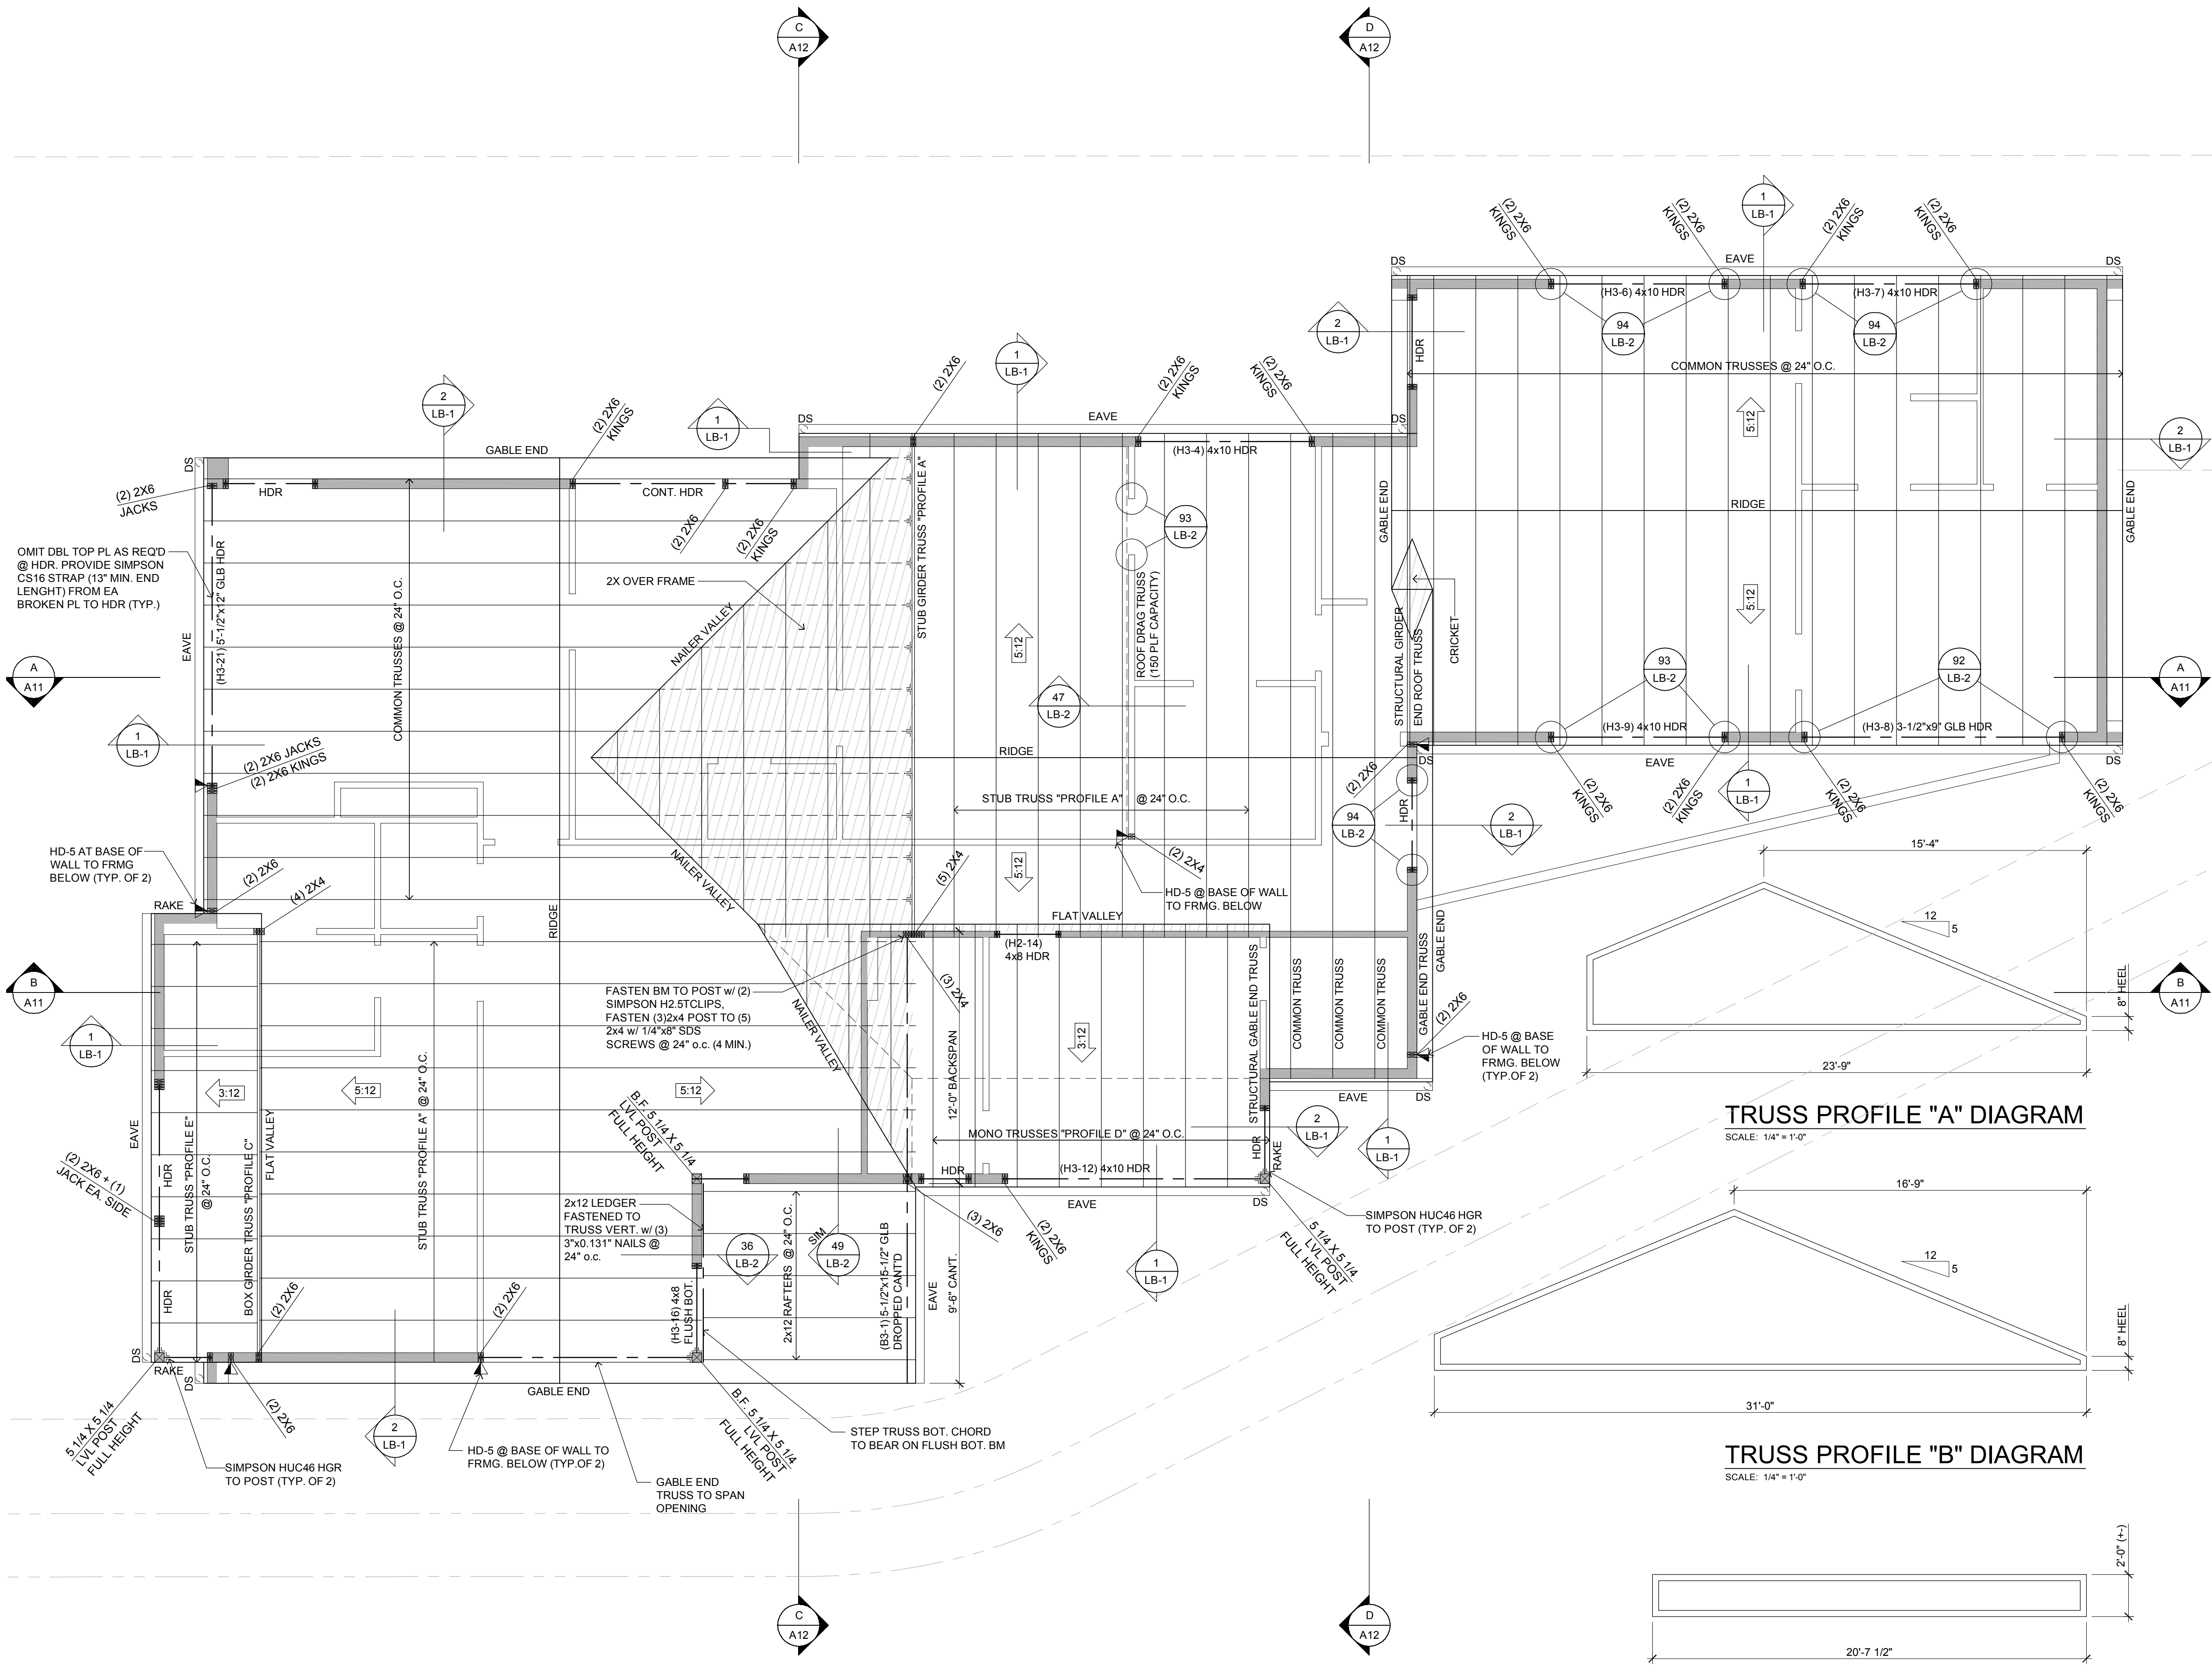 C
A12
D
A12
(2) 2X6
KINGS
(2) 2X6
KINGS
1
LB-1
(2) 2X6
KINGS
(2) 2X6
KINGS
DS
EAVE
DS
(H3-6) 4x10 HDR
(H3-7) 4x10 HDR
94
LB-2
94
LB-2
2
LB-1
HDR
COMMON TRUSSES @ 24" O.C.
5:12
2
LB-1
GABLE END
RIDGE
GABLE END
5:12
CRICKET
STRUCTURAL GIRDER
END ROOF TRUSS
93
LB-2
92
LB-2
(H3-9) 4x10 HDR
(H3-8) 3-1/2"x9" GLB HDR
DS
EAVE
DS
(2) 2X6
KINGS
(2) 2X6
KINGS
1
LB-1
(2) 2X6
KINGS
(2) 2X6
KINGS
A
A11
2
LB-1
(2) 2X6
KINGS
1
LB-1
(2) 2X6
1
LB-1
(2) 2X6
KINGS
(2) 2X6
KINGS
DS
EAVE
DS
(H3-4) 4x10 HDR
DS
GABLE END
(2) 2X6
JACKS
HDR
CONT. HDR
(2) 2X6
(2) 2X6
KINGS
STUB GIRDER TRUSS "PROFILE A"
93
LB-2
OMIT DBL TOP PL AS REQ'D
@ HDR. PROVIDE SIMPSON
CS16 STRAP (13" MIN. END
LENGHT) FROM EA
BROKEN PL TO HDR (TYP.)
(H3-21) 5'-1/2"x12" GLB HDR
COMMON TRUSSES @ 24" O.C.
2X OVER FRAME
NAILER VALLEY
5:12
ROOF DRAG TRUSS
(150 PLF CAPACITY)
EAVE
A
A11
47
LB-2
1
LB-1
(2) 2X6 JACKS
(2) 2X6 KINGS
RIDGE
STUB TRUSS "PROFILE A"
@ 24" O.C.
(2) 2X6
HDR
94
LB-2
2
LB-1
HD-5 AT BASE OF
WALL TO FRMG
BELOW (TYP. OF 2)
(2) 2X6
(4) 2X4
NAILER VALLEY
(5) 2X4
5:12
(2) 2X4
HD-5 @ BASE OF WALL
TO FRMG. BELOW
RAKE
RIDGE
FLAT VALLEY
(H2-14)
4x8 HDR
STRUCTURAL GABLE END TRUSS
COMMON TRUSS
COMMON TRUSS
COMMON TRUSS
GABLE END TRUSS
GABLE END
B
A11
FASTEN BM TO POST w/ (2)
SIMPSON H2.5TCLIPS,
FASTEN (3)2x4 POST TO (5)
2x4 w/ 1/4"x8" SDS
SCREWS @ 24" o.c. (4 MIN.)
(3) 2X4
(2) 2X6
HD-5 @ BASE
OF WALL TO
FRMG. BELOW
(TYP.OF 2)
B
A11
1
LB-1
NAILER VALLEY
12'-0" BACKSPAN
3:12
3:12
5:12
5:12
STUB TRUSS "PROFILE A" @ 24" O.C.
B.F. 5 1/4 X 5 1/4
LVL POST
FULL HEIGHT
EAVE
DS
EAVE
FLAT VALLEY
MONO TRUSSES "PROFILE D" @ 24" O.C.
2
LB-1
1
LB-1
(2) 2X6 + (1)
JACK EA. SIDE
HDR
STUB TRUSS "PROFILE E"
@ 24" O.C.
BOX GIRDER TRUSS "PROFILE C"
HDR
(H3-12) 4x10 HDR
HDR
RAKE
EAVE
DS
2x12 LEDGER
FASTENED TO
TRUSS VERT. w/ (3)
3"x0.131" NAILS @
24" o.c.
36
LB-2
2x12 RAFTERS @ 24" O.C.
SIM
49
LB-2
(3) 2X6
(2) 2X6
KINGS
1
LB-1
SIMPSON HUC46 HGR
TO POST (TYP. OF 2)
5 1/4 X 5 1/4
LVL POST
FULL HEIGHT
HDR
(2) 2X6
(2) 2X6
(H3-16) 4x8
FLUSH BOT.
(B3-1) 5-1/2"x15-1/2" GLB
DROPPED CANT'D
EAVE
9'-6" CANT.
DS
RAKE
DS
GABLE END
5 1/4 X 5 1/4
LVL POST
FULL HEIGHT
(2) 2X6
2
LB-1
B.F. 5 1/4 X 5 1/4
LVL POST
FULL HEIGHT
STEP TRUSS BOT. CHORD
TO BEAR ON FLUSH BOT. BM
SIMPSON HUC46 HGR
TO POST (TYP. OF 2)
HD-5 @ BASE OF WALL TO
FRMG. BELOW (TYP.OF 2)
GABLE END
TRUSS TO SPAN
OPENING
15'-4"
12
5
8" HEEL
23'-9"
TRUSS PROFILE "A" DIAGRAM
SCALE: 1/4" = 1'-0"
16'-9"
12
5
8" HEEL
31'-0"
TRUSS PROFILE "B" DIAGRAM
SCALE: 1/4" = 1'-0"
2'-0" (+-)
20'-7 1/2"
C
A12
D
A12